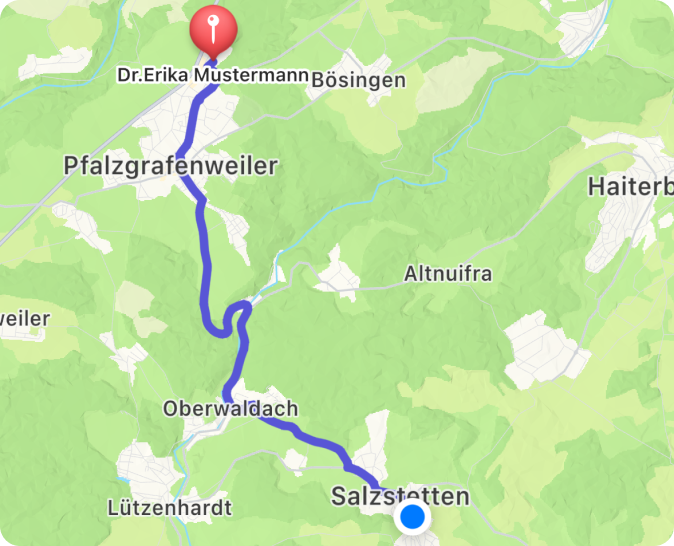 Dr.Erika Mustermann
Bösingen
Pfalzgrafenweiler
Haiterb
Altnuifra
weiler
Oberwaldach
Salzstetten
Lützenhardt